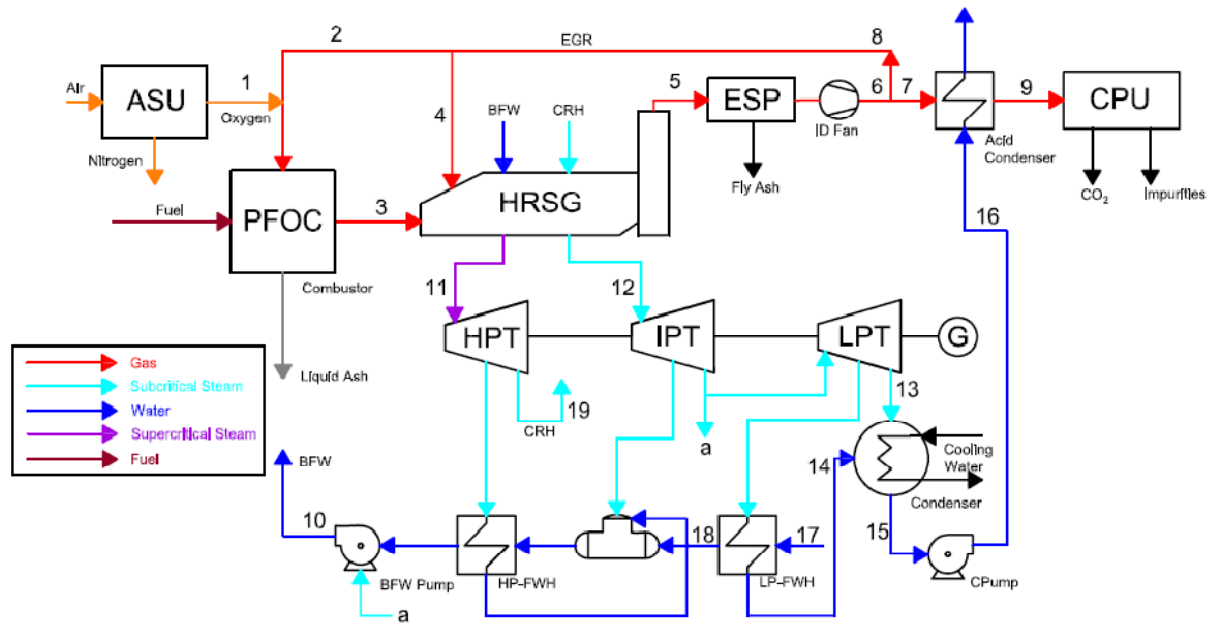 2
EGR
8
Air
ASU
1
Oxygen
Nitrogen
4
BFW
CRH
5
ESP
6
7
ID Fan
9
CPU
Acid
Condenser
Fly Ash
CO₂
Impurities
Fuel
PFOC
3
HRSG
Combustor
16
11
12
HPT
IPT
LPT
G
Gas
Subcritical Steam
Water
Supercritical Steam
Fuel
Liquid Ash
19
CRH
a
13
14
Cooling
Water
Condenser
BFW
10
BFW Pump
HP-FWH
18
17
LP-FWH
15
CPump
a